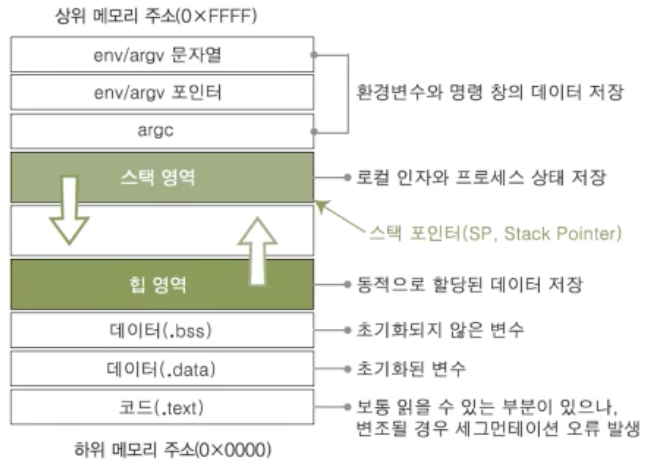 상위 메모리 주소(0×FFFF)
env/argv 문자열
env/argv 포인터
환경변수와 명령 창의 데이터 저장
argc
스택 영역
로컬 인자와 프로세스 상태 저장
스택 포인터(SP, Stack Pointer)
힙 영역
동적으로 할당된 데이터 저장
데이터(.bss)
초기화되지 않은 변수
데이터(.data)
초기화된 변수
코드(.text)
보통 읽을 수 있는 부분이 있으나,
변조될 경우 세그먼테이션 오류 발생
하위 메모리 주소(0×0000)